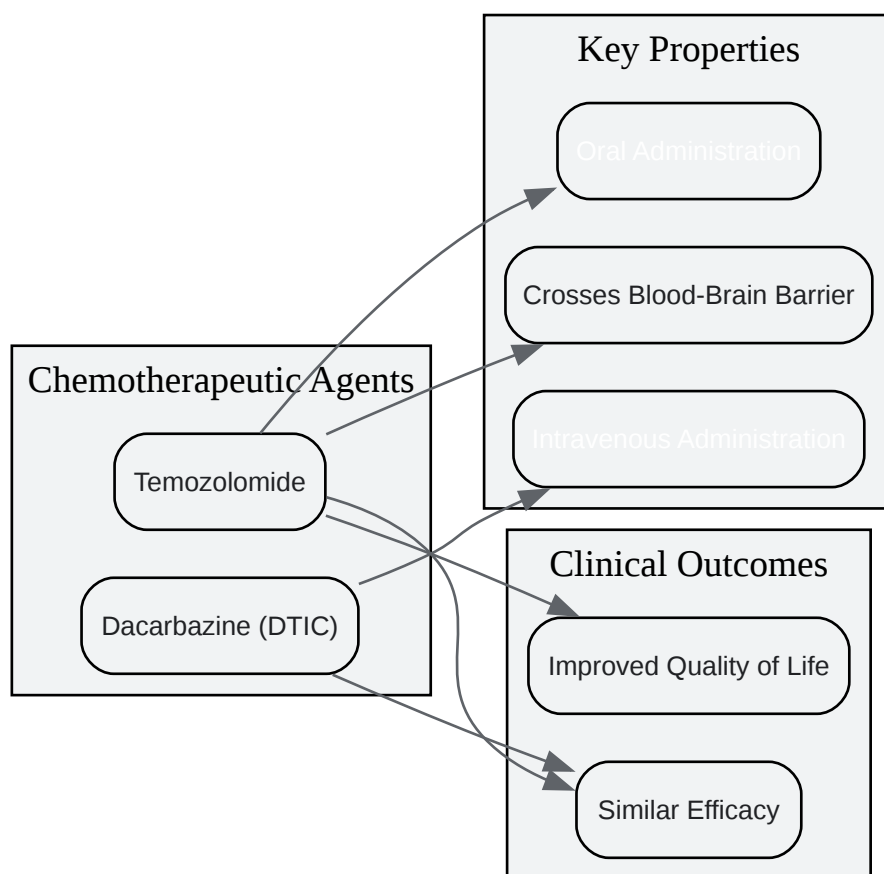 Key Properties
Oral Administration
Crosses Blood-Brain Barrier
Intravenous Administration
Chemotherapeutic Agents
Temozolomide
Dacarbazine (DTIC)
Clinical Outcomes
Improved Quality of Life
Similar Efficacy